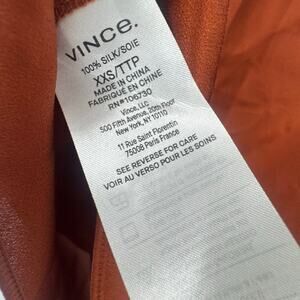 VINCE.
100% SILK/SOIE
XXS/TTP
MADE IN CHINA
FABRIQUE EN CHINE
RN#106730
Vince, LLC
500 Fifth Avenue, 20th Floor
New York, NY 10110
11 Rue Saint Florentin
75008 Paris France
SEE REVERSE FOR CARE
VOIR AU VERSO POUR LES SOINS